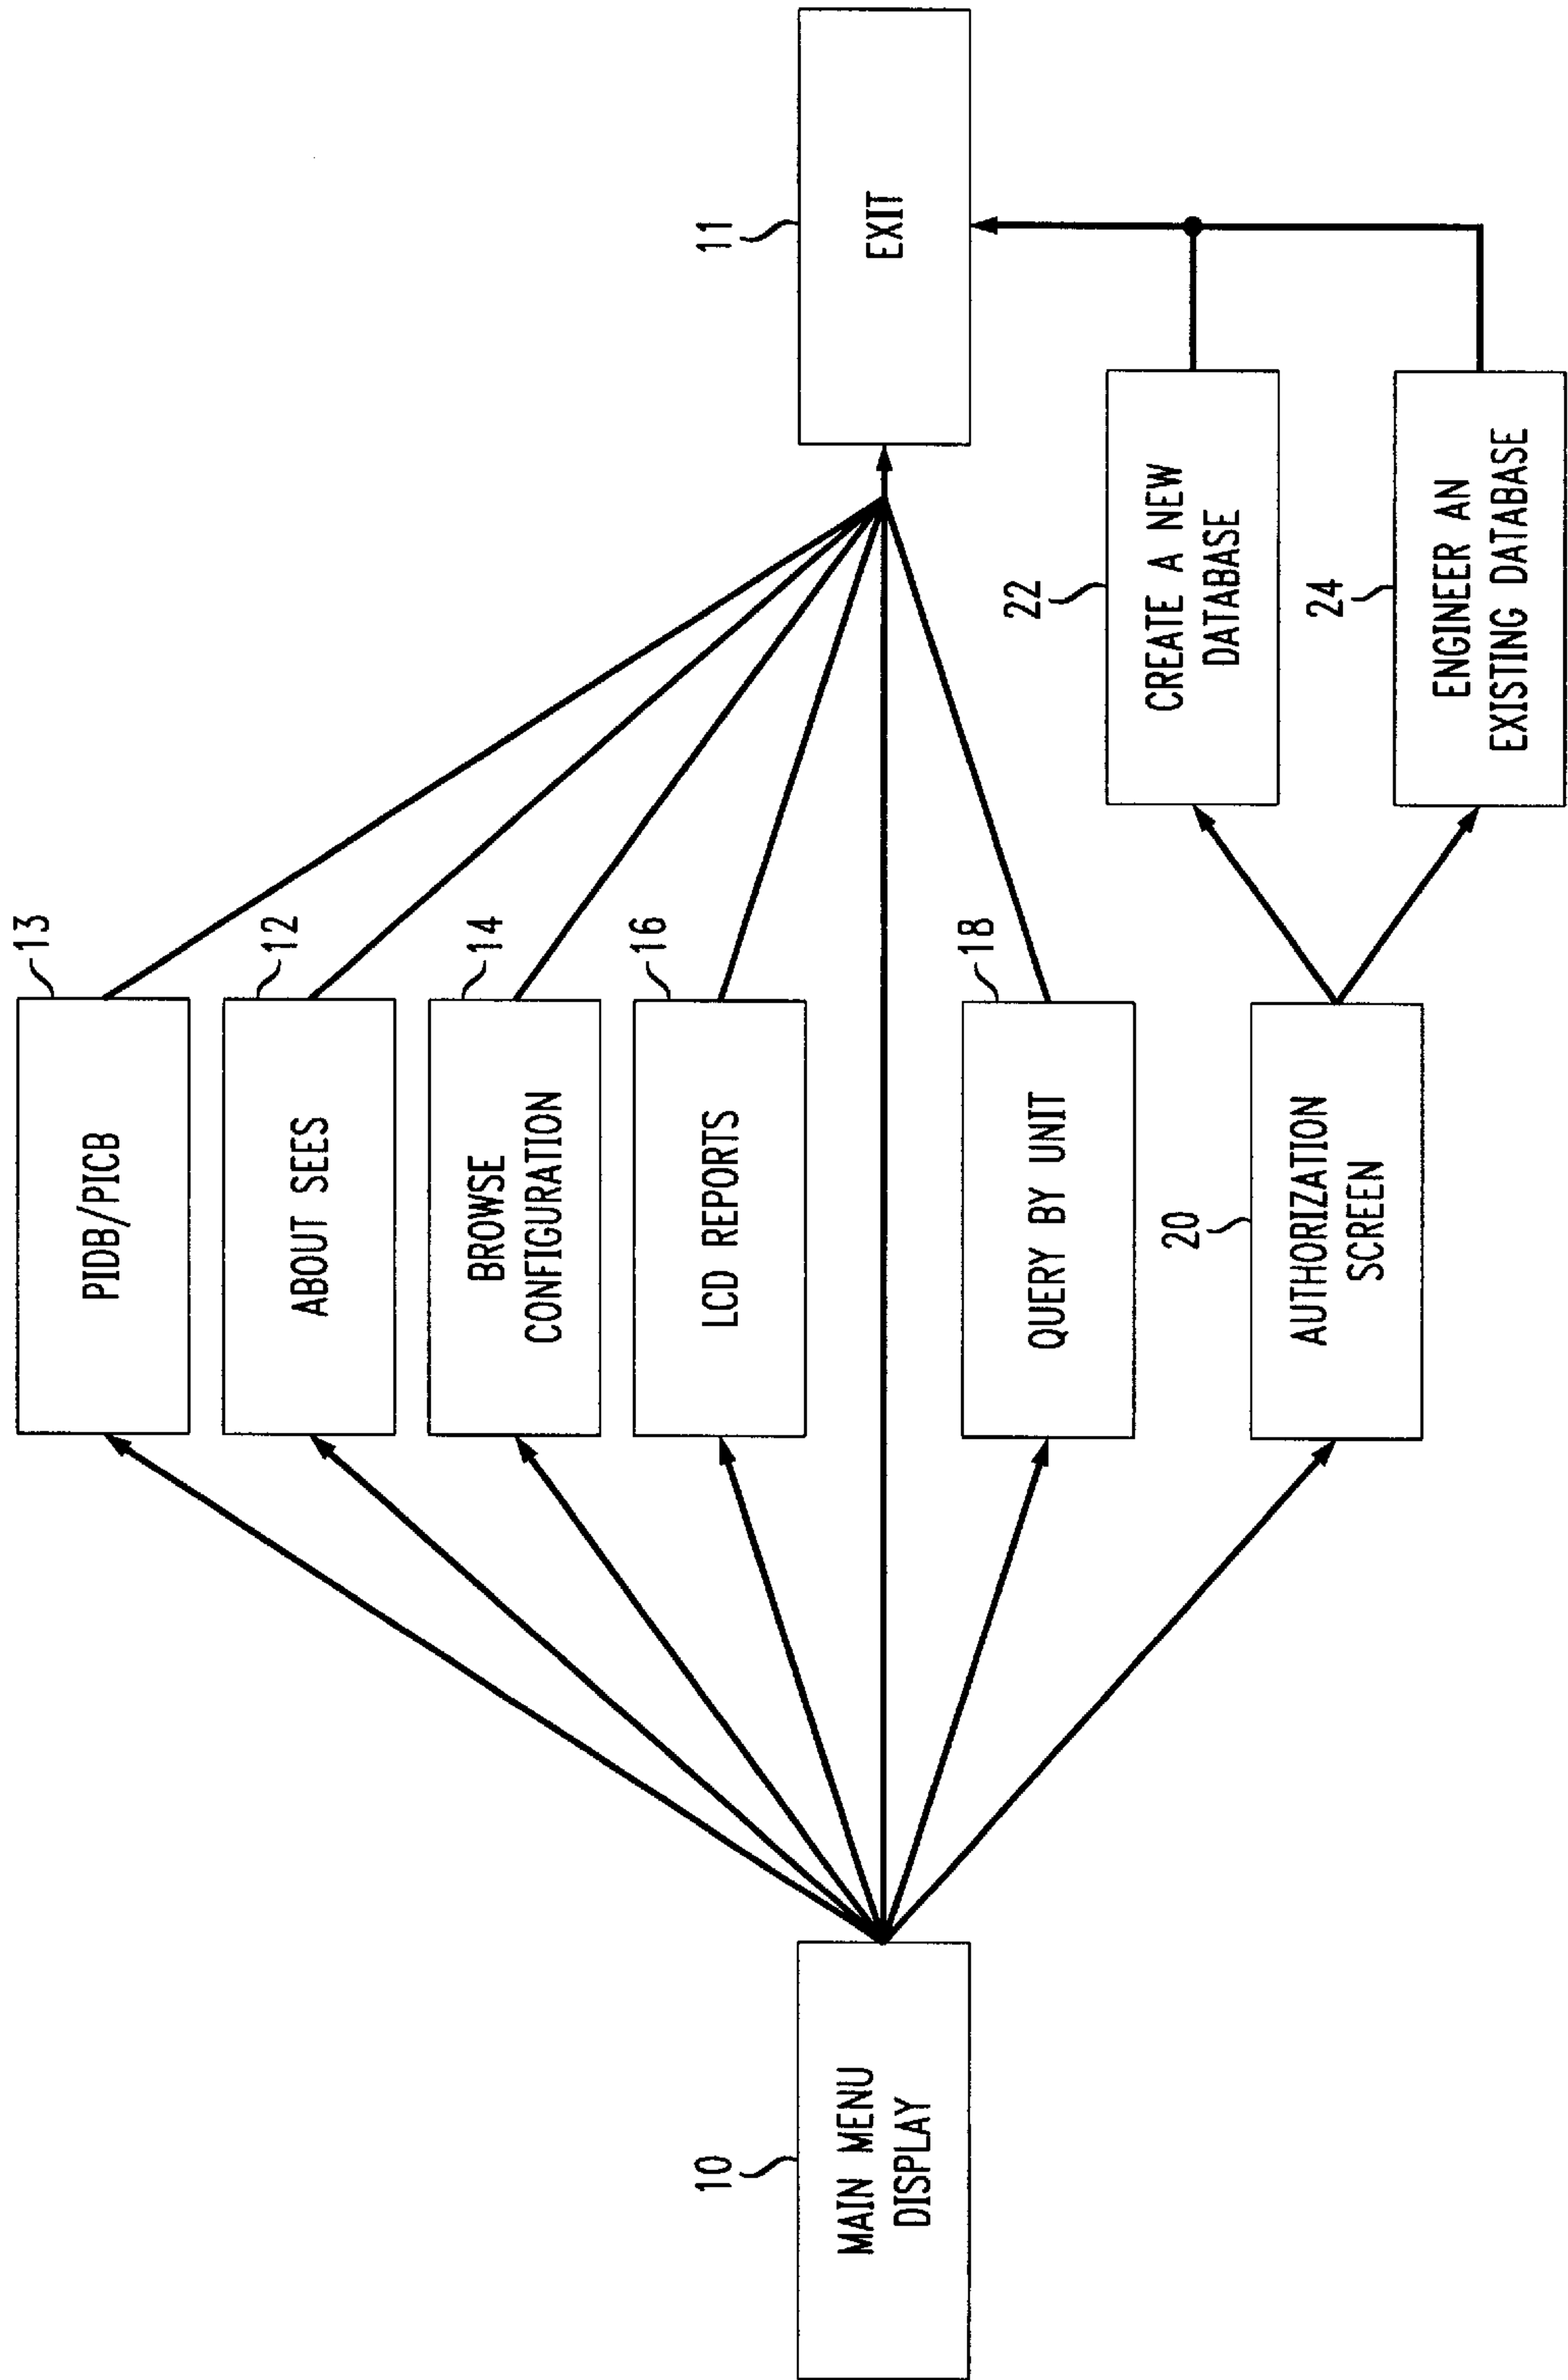 13
PIDB/PICB
12
ABOUT SEES
14
BROWSE
CONFIGURATION
16
LCD REPORTS
10
MAIN MENU
DISPLAY
11
EXIT
18
QUERY BY UNIT
22
CREATE A NEW
DATABASE
20
AUTHORIZATION
SCREEN
24
ENGINEER AN
EXISTING DATABASE